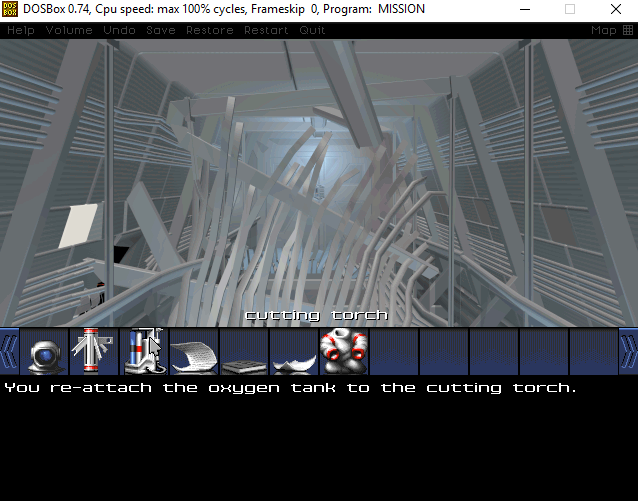 DOSBox 0.74, Cpu speed: max 100% cycles, Frameskip 0, Program: MISSION
Help Volume Undo Save Restore Restart Quit Map
cutting torch
You re-attach the oxygen tank to the cutting torch.